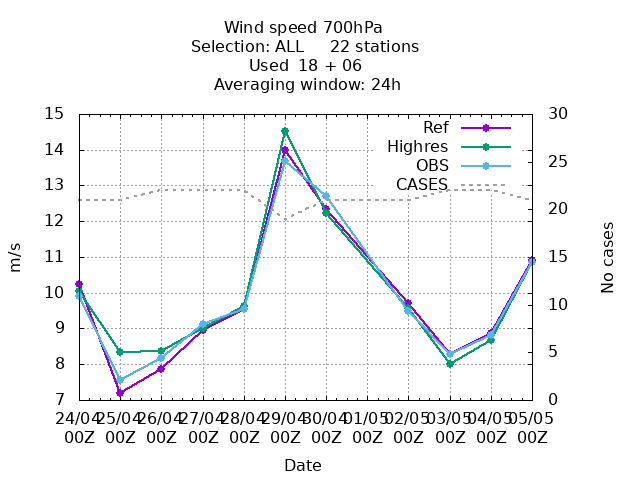 Wind speed 700hPa
Selection: ALL     22 stations
Used  18 + 06
Averaging window: 24h
15
14
13
12
11
10
9
8
7
m/s
30
25
20
15
10
5
0
No cases
Ref
Highres
OBS
CASES
24/04 25/04 26/04 27/04 28/04 29/04 30/04 01/05 02/05 03/05 04/05 05/05
00Z 00Z 00Z 00Z 00Z 00Z 00Z 00Z 00Z 00Z 00Z 00Z
Date